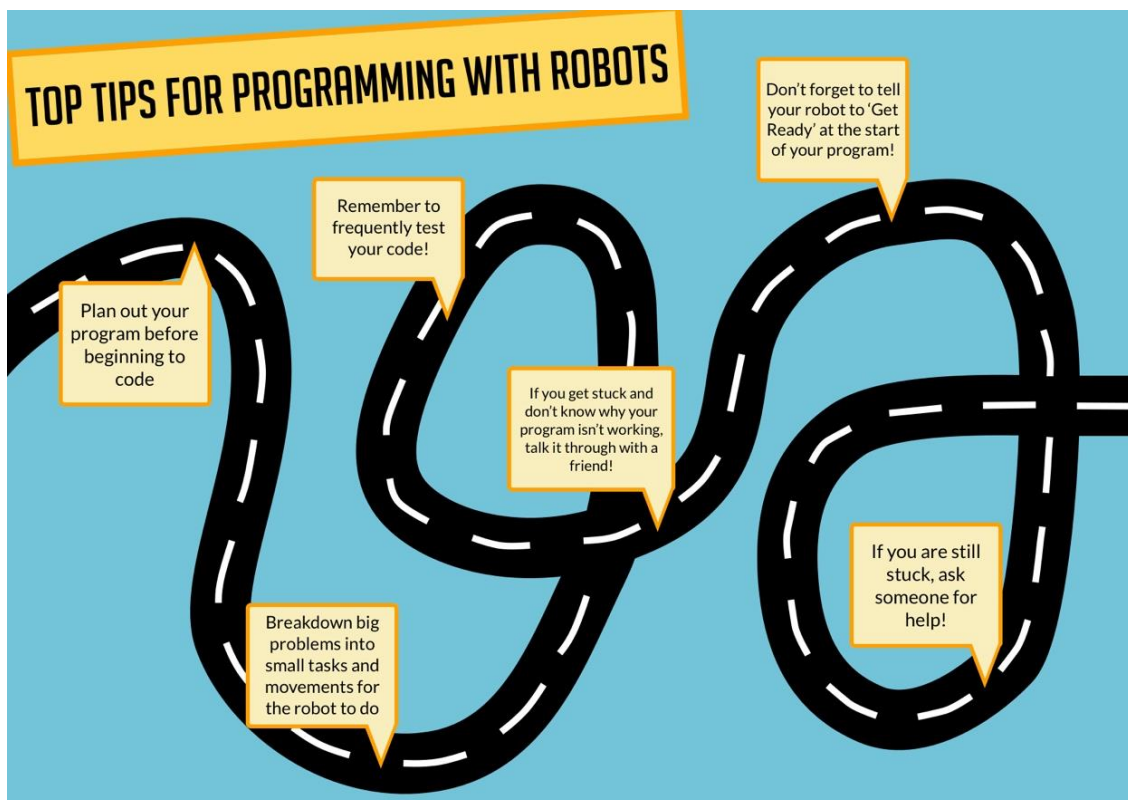 TOP TIPS FOR PROGRAMMING WITH ROBOTS
Plan out your
program before
beginning to
code
Breakdown big
problems into
small tasks and
movements for
the robot to do
Remember to
frequently test
your code!
If you get stuck and
don't know why your
program isn't working,
talk it through with a
friend!
Don't forget to tell
your robot to 'Get
Ready' at the start
of your program!
If you are still
stuck, ask
someone for
help!